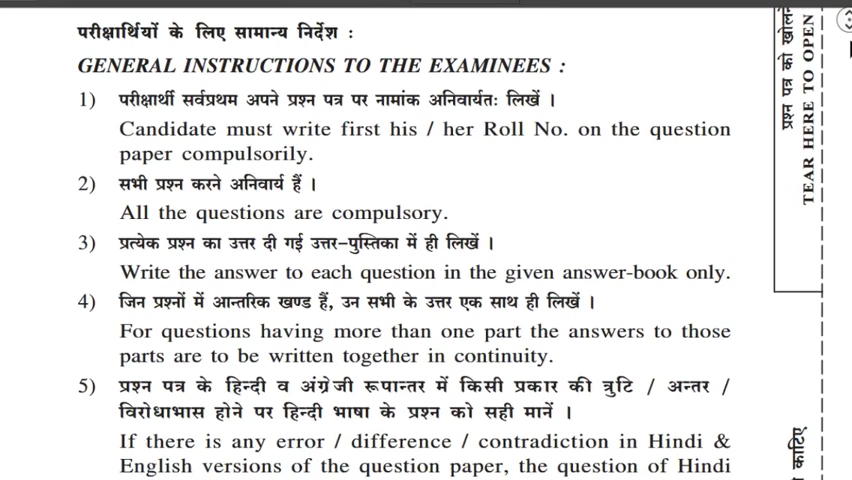 परीक्षार्थियों के लिए सामान्य निर्देश :
GENERAL INSTRUCTIONS TO THE EXAMINEES :
1) परीक्षार्थी सर्वप्रथम अपने प्रश्न पत्र पर नामांक अनिवार्यतः लिखें ।
Candidate must write first his / her Roll No. on the question
paper compulsorily.
2) सभी प्रश्न करने अनिवार्य हैं ।
All the questions are compulsory.
3) प्रत्येक प्रश्न का उत्तर दी गई उत्तर-पुस्तिका में ही लिखें ।
Write the answer to each question in the given answer-book only.
4) जिन प्रश्नों में आन्तरिक खण्ड हैं, उन सभी के उत्तर एक साथ ही लिखें ।
For questions having more than one part the answers to those
parts are to be written together in continuity.
5) प्रश्न पत्र के हिन्दी व अंग्रेजी रूपान्तर में किसी प्रकार की त्रुटि / अन्तर /
विरोधाभास होने पर हिन्दी भाषा के प्रश्न को सही मानें ।
If there is any error / difference / contradiction in Hindi &
English versions of the question paper, the question of Hindi
प्रश्न पत्र को खोलने
TEAR HERE TO OPEN
काटिए